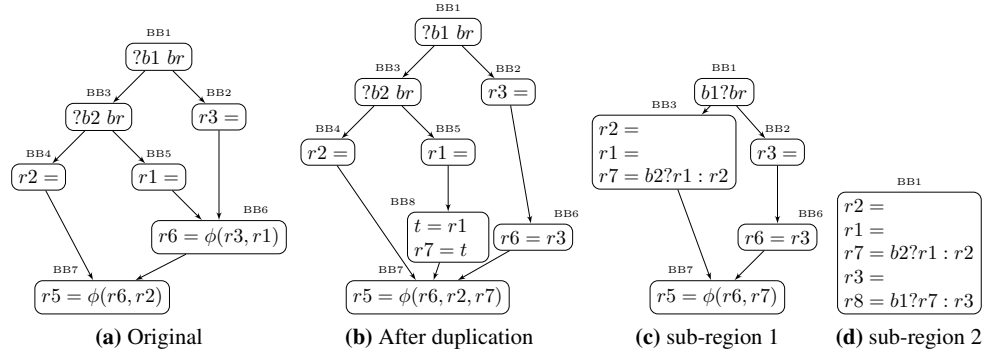 BB1
?b1 br
BB3
BB2
?b2 br
r3 =
BB4
BB5
r2 =
r1 =
BB6
r6 = ϕ(r3, r1)
BB7
r5 = ϕ(r6, r2)
(a) Original
BB1
?b1 br
BB3
BB2
?b2 br
r3 =
BB4
BB5
r2 =
r1 =
BB8
t = r1
r7 = t
BB6
r6 = r3
BB7
r5 = ϕ(r6, r2, r7)
(b) After duplication
BB1
b1?br
BB3
r2 =
r1 =
r7 = b2?r1 : r2
BB2
r3 =
BB6
r6 = r3
BB7
r5 = ϕ(r6, r7)
(c) sub-region 1
BB1
r2 =
r1 =
r7 = b2?r1 : r2
r3 =
r8 = b1?r7 : r3
(d) sub-region 2